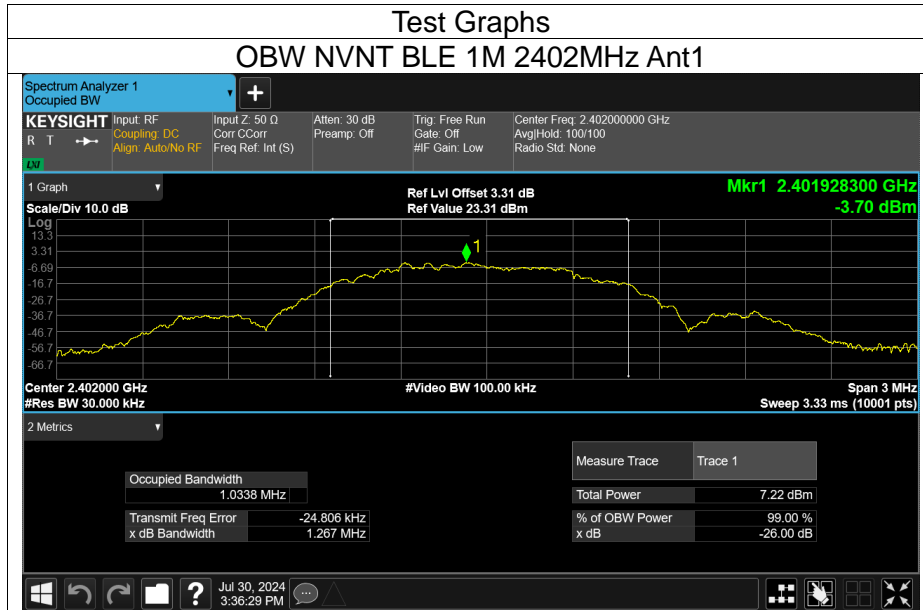 Test Graphs
OBW NVNT BLE 1M 2402MHz Ant1
Spectrum Analyzer 1
Occupied BW
+
KEYSIGHT
R T
LXI
Input: RF
Coupling: DC
Align: Auto/No RF
Input Z: 50 Ω
Corr CCorr
Freq Ref: Int (S)
Atten: 30 dB
Preamp: Off
Trig: Free Run
Gate: Off
#IF Gain: Low
Center Freq: 2.402000000 GHz
Avg|Hold: 100/100
Radio Std: None
1 Graph
Scale/Div 10.0 dB
Ref Lvl Offset 3.31 dB
Ref Value 23.31 dBm
Mkr1 2.401928300 GHz
-3.70 dBm
Log
13.3
3.31
-6.69
-16.7
-26.7
-36.7
-46.7
-56.7
-66.7
1
Center 2.402000 GHz
#Res BW 30.000 kHz
#Video BW 100.00 kHz
Span 3 MHz
Sweep 3.33 ms (10001 pts)
2 Metrics
Measure Trace Trace 1
Occupied Bandwidth
1.0338 MHz
Total Power 7.22 dBm
Transmit Freq Error -24.806 kHz
% of OBW Power 99.00 %
x dB Bandwidth 1.267 MHz
x dB -26.00 dB
?
Jul 30, 2024
3:36:29 PM